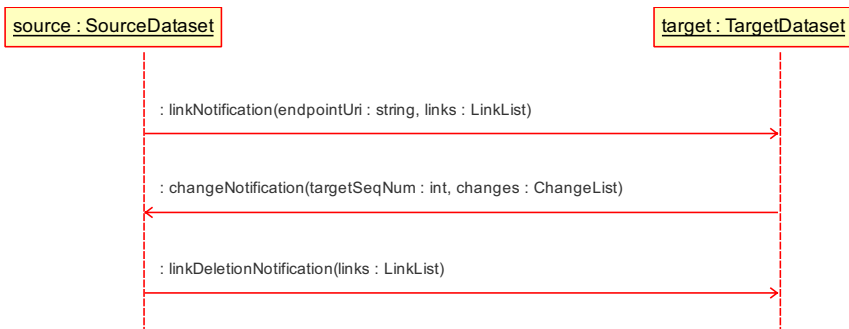 source : SourceDataset
target : TargetDataset
: linkNotification(endpointUri : string, links : LinkList)
: changeNotification(targetSeqNum : int, changes : ChangeList)
: linkDeletionNotification(links : LinkList)